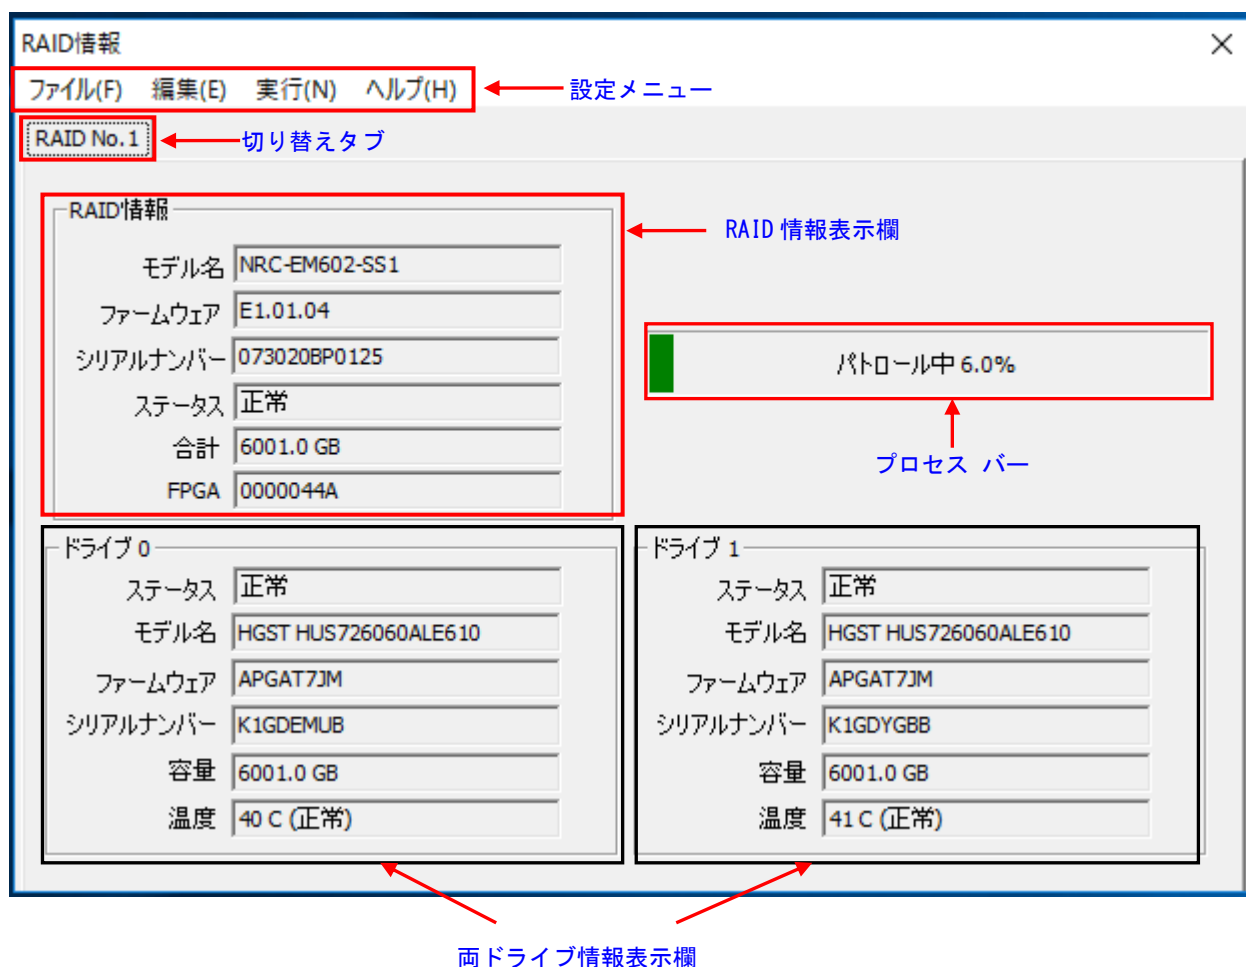 RAID情報
ファイル(F) 編集(E) 実行(N) ヘルプ(H) 設定メニュー
RAID No.1 切り替えタブ
RAID情報
RAID 情報表示欄
モデル名 NRC-EM602-SS1
ファームウェア E1.01.04
シリアルナンバー 073020BP0125
ステータス 正常
合計 6001.0 GB
FPGA 0000044A
パトロール中 6.0%
プロセス バー
ドライブ 0
ステータス 正常
モデル名 HGST HUS726060ALE610
ファームウェア APGAT7JM
シリアルナンバー K1GDEMUB
容量 6001.0 GB
温度 40 C (正常)
ドライブ 1
ステータス 正常
モデル名 HGST HUS726060ALE610
ファームウェア APGAT7JM
シリアルナンバー K1GDYGBB
容量 6001.0 GB
温度 41 C (正常)
両ドライブ情報表示欄